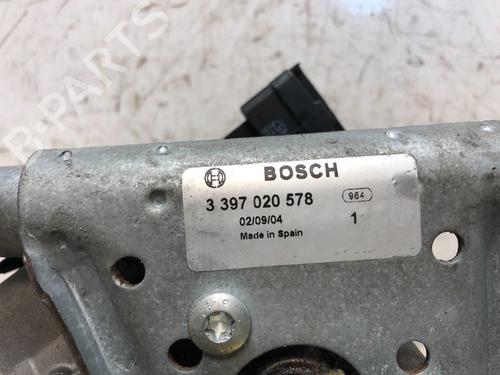 B-PARTS
BOSCH
3 397 020 578
964
02/09/04
1
Made in Spain